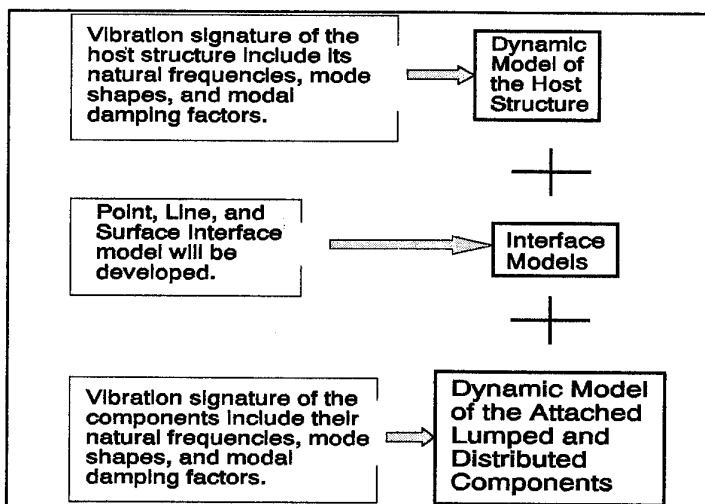 Vibration signature of the
host structure include its
natural frequencies, mode
shapes, and modal
damping factors.
Dynamic
Model of
the Host
Structure
Point, Line, and
Surface Interface
model will be
developed.
Interface
Models
Vibration signature of the
components include their
natural frequencies, mode
shapes, and modal
damping factors.
Dynamic Model
of the Attached
Lumped and
Distributed
Components